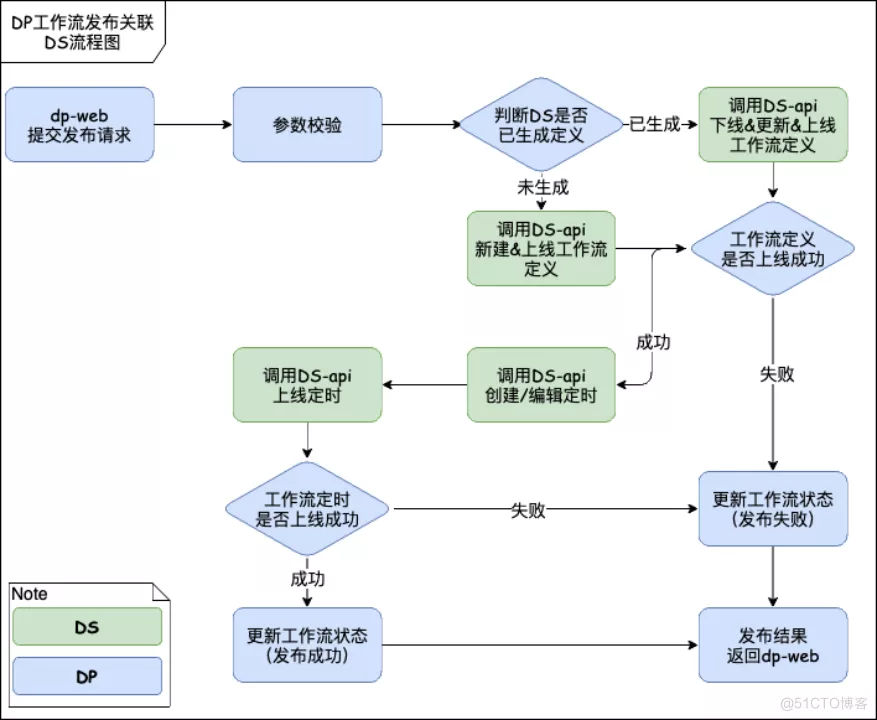 DP工作流发布关联
DS流程图
dp-web
提交发布请求
参数校验
判断DS是否
已生成定义
已生成
调用DS-api
下线&更新&上线
工作流定义
未生成
调用DS-api
新建&上线工作流
定义
工作流定义
是否上线成功
成功
失败
调用DS-api
上线定时
调用DS-api
创建/编辑定时
工作流定时
是否上线成功
失败
更新工作流状态
（发布失败）
成功
更新工作流状态
（发布成功）
发布结果
返回dp-web
Note
DS
DP
@51CTO博客